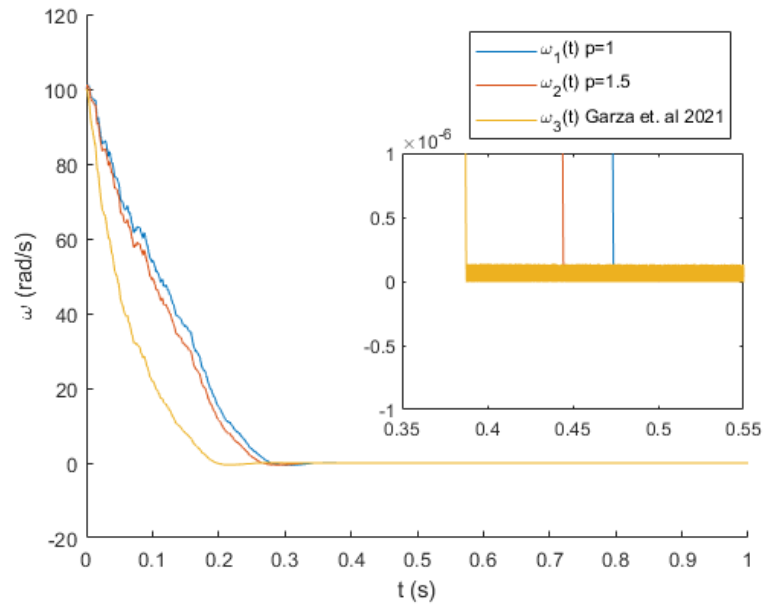 120
100
80
60
40
20
0
-20
ω (rad/s)
ω1(t) p=1
ω2(t) p=1.5
ω3(t) Garza et. al 2021
×10-6
1
0.5
0
-0.5
-1
0.35 0.4 0.45 0.5 0.55
0 0.1 0.2 0.3 0.4 0.5 0.6 0.7 0.8 0.9 1
t (s)